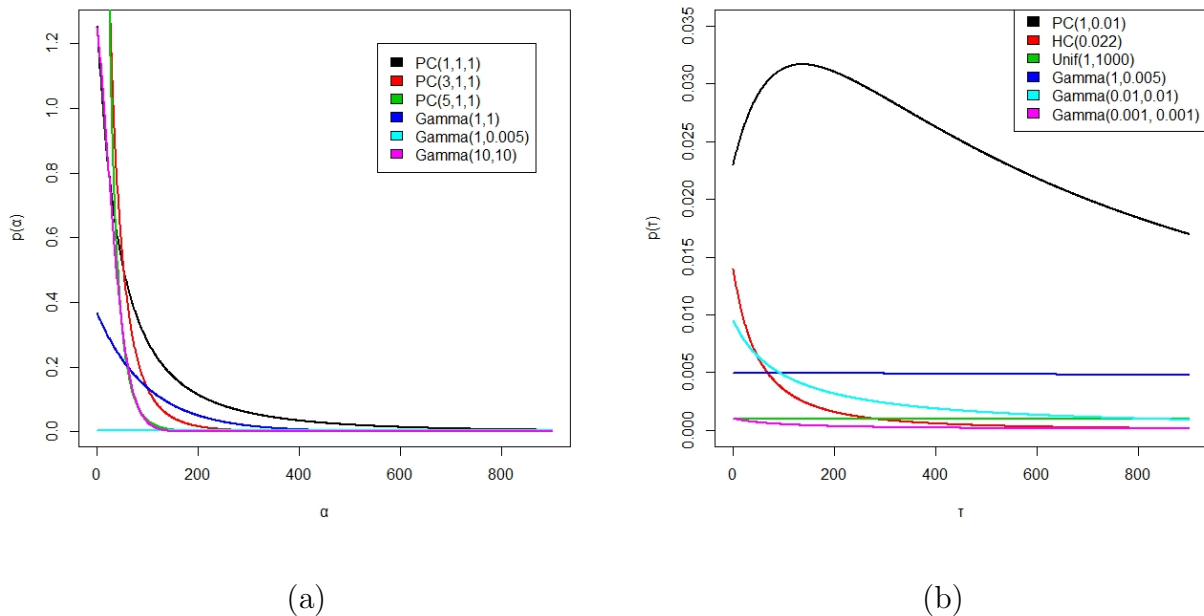 1.2
1.0
0.8
0.6
0.4
0.2
0.0
p(α)
PC(1,1,1)
PC(3,1,1)
PC(5,1,1)
Gamma(1,1)
Gamma(1,0.005)
Gamma(10,10)
0 200 400 600 800
α
(a)
0.035
0.030
0.025
0.020
0.015
0.010
0.005
0.000
p(τ)
PC(1,0.01)
HC(0.022)
Unif(1,1000)
Gamma(1,0.005)
Gamma(0.01,0.01)
Gamma(0.001, 0.001)
0 200 400 600 800
τ
(b)